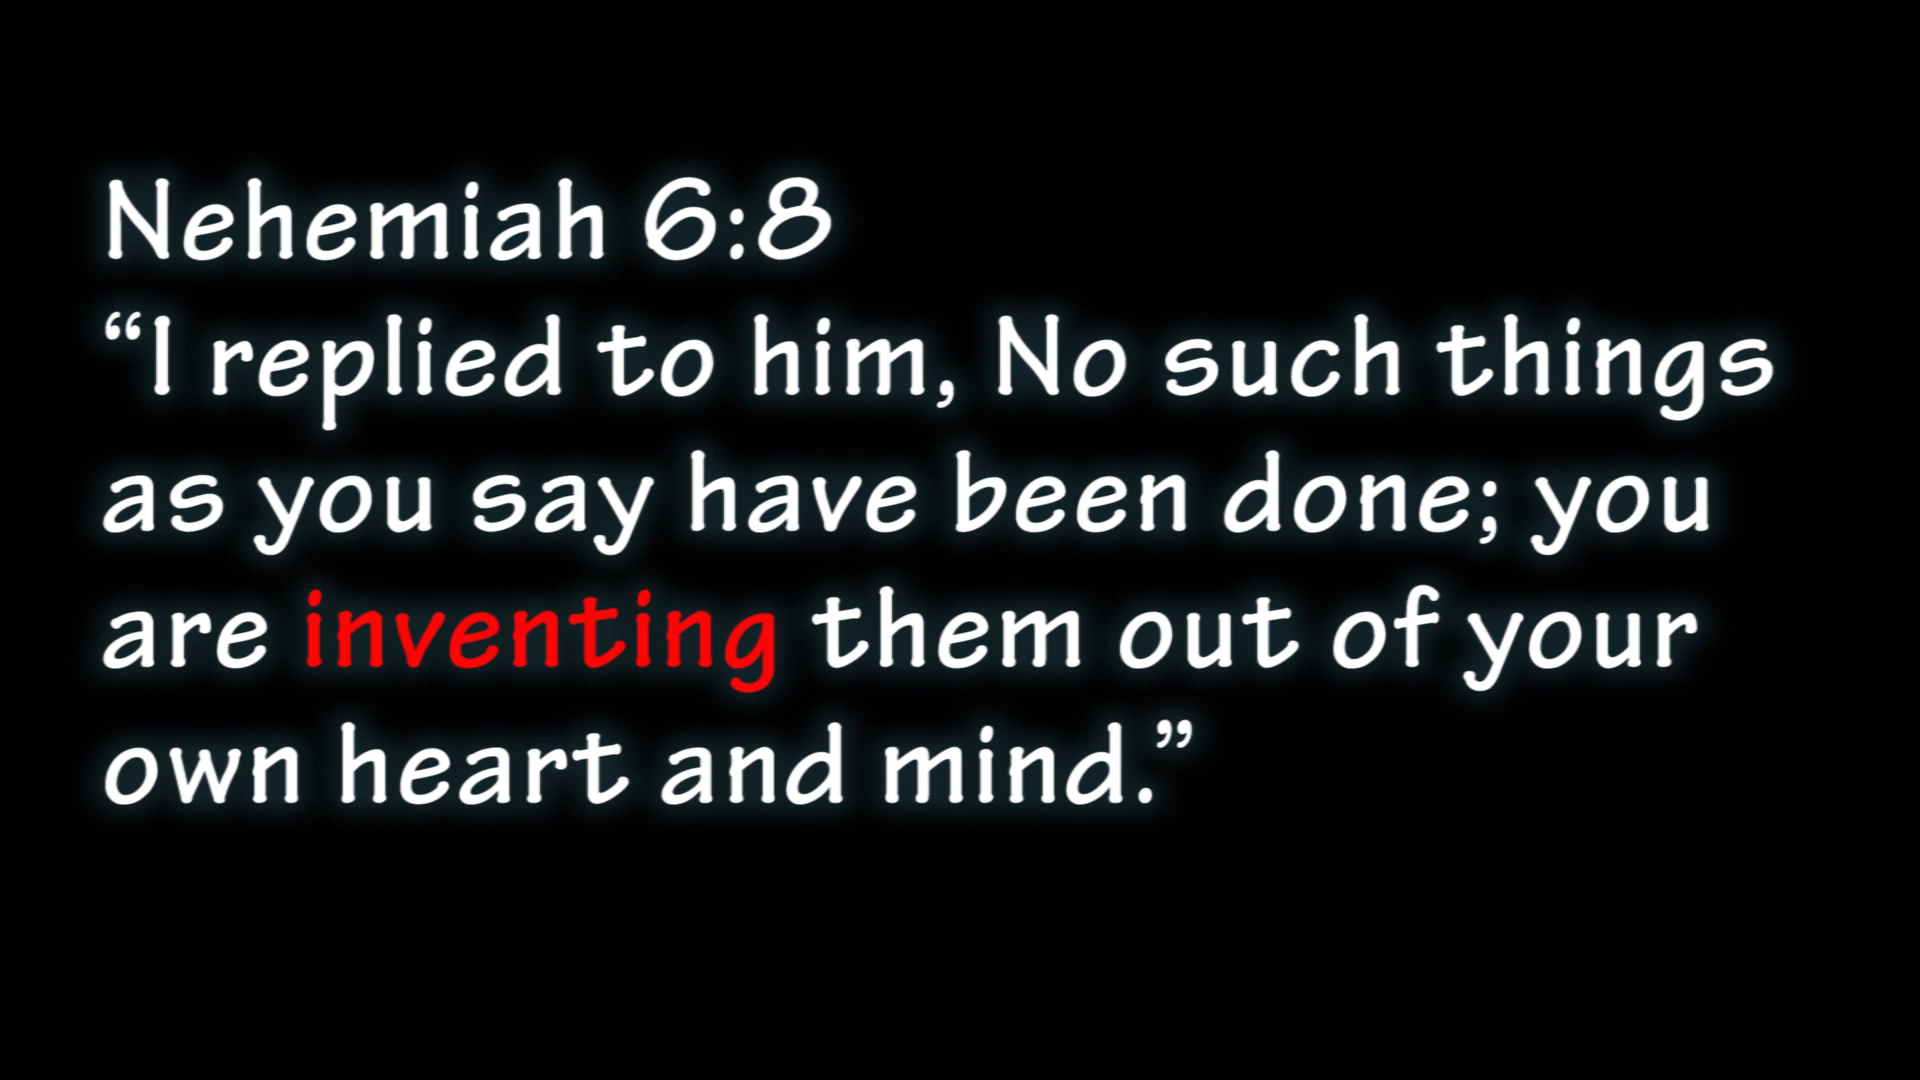 Nehemiah 6:8
“I replied to him, No such things
as you say have been done; you
are inventing them out of your
own heart and mind.”